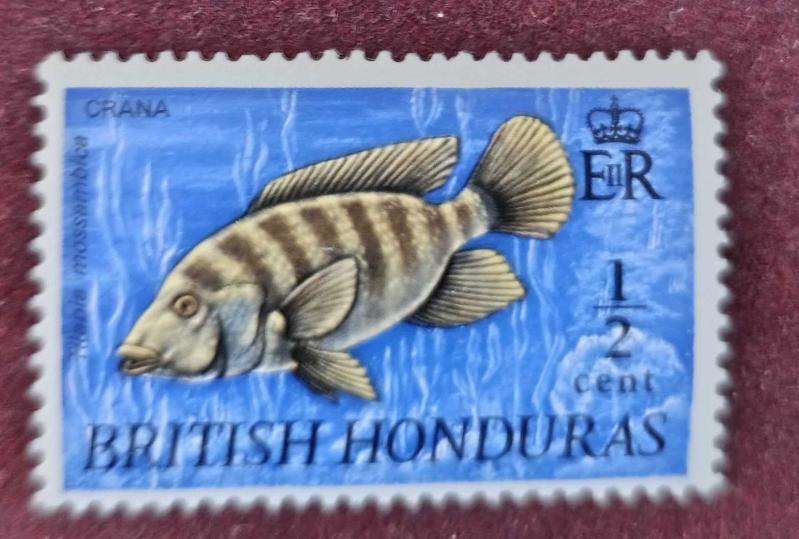 CRANA
Tilapia mossambica
EIIR
1/2
cent
BRITISH HONDURAS